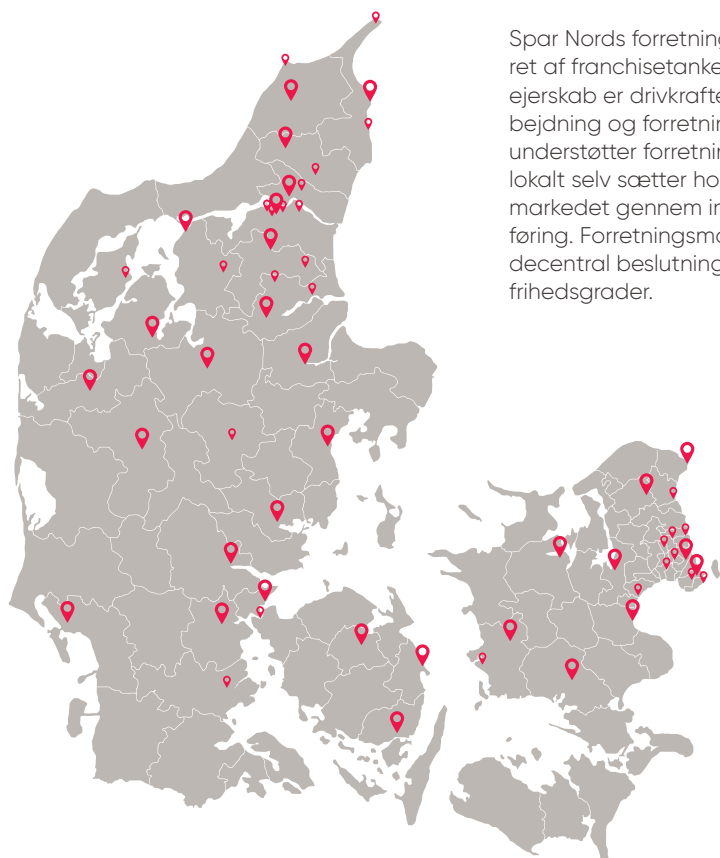 Spar Nords forretning
ret af franchisetanke
ejerskab er drivkrafte
bejdning og forretnin
understøtter forretnin
lokalt selv sætter ho
markedet gennem in
føring. Forretningsmo
decentral beslutning
frihedsgrader.